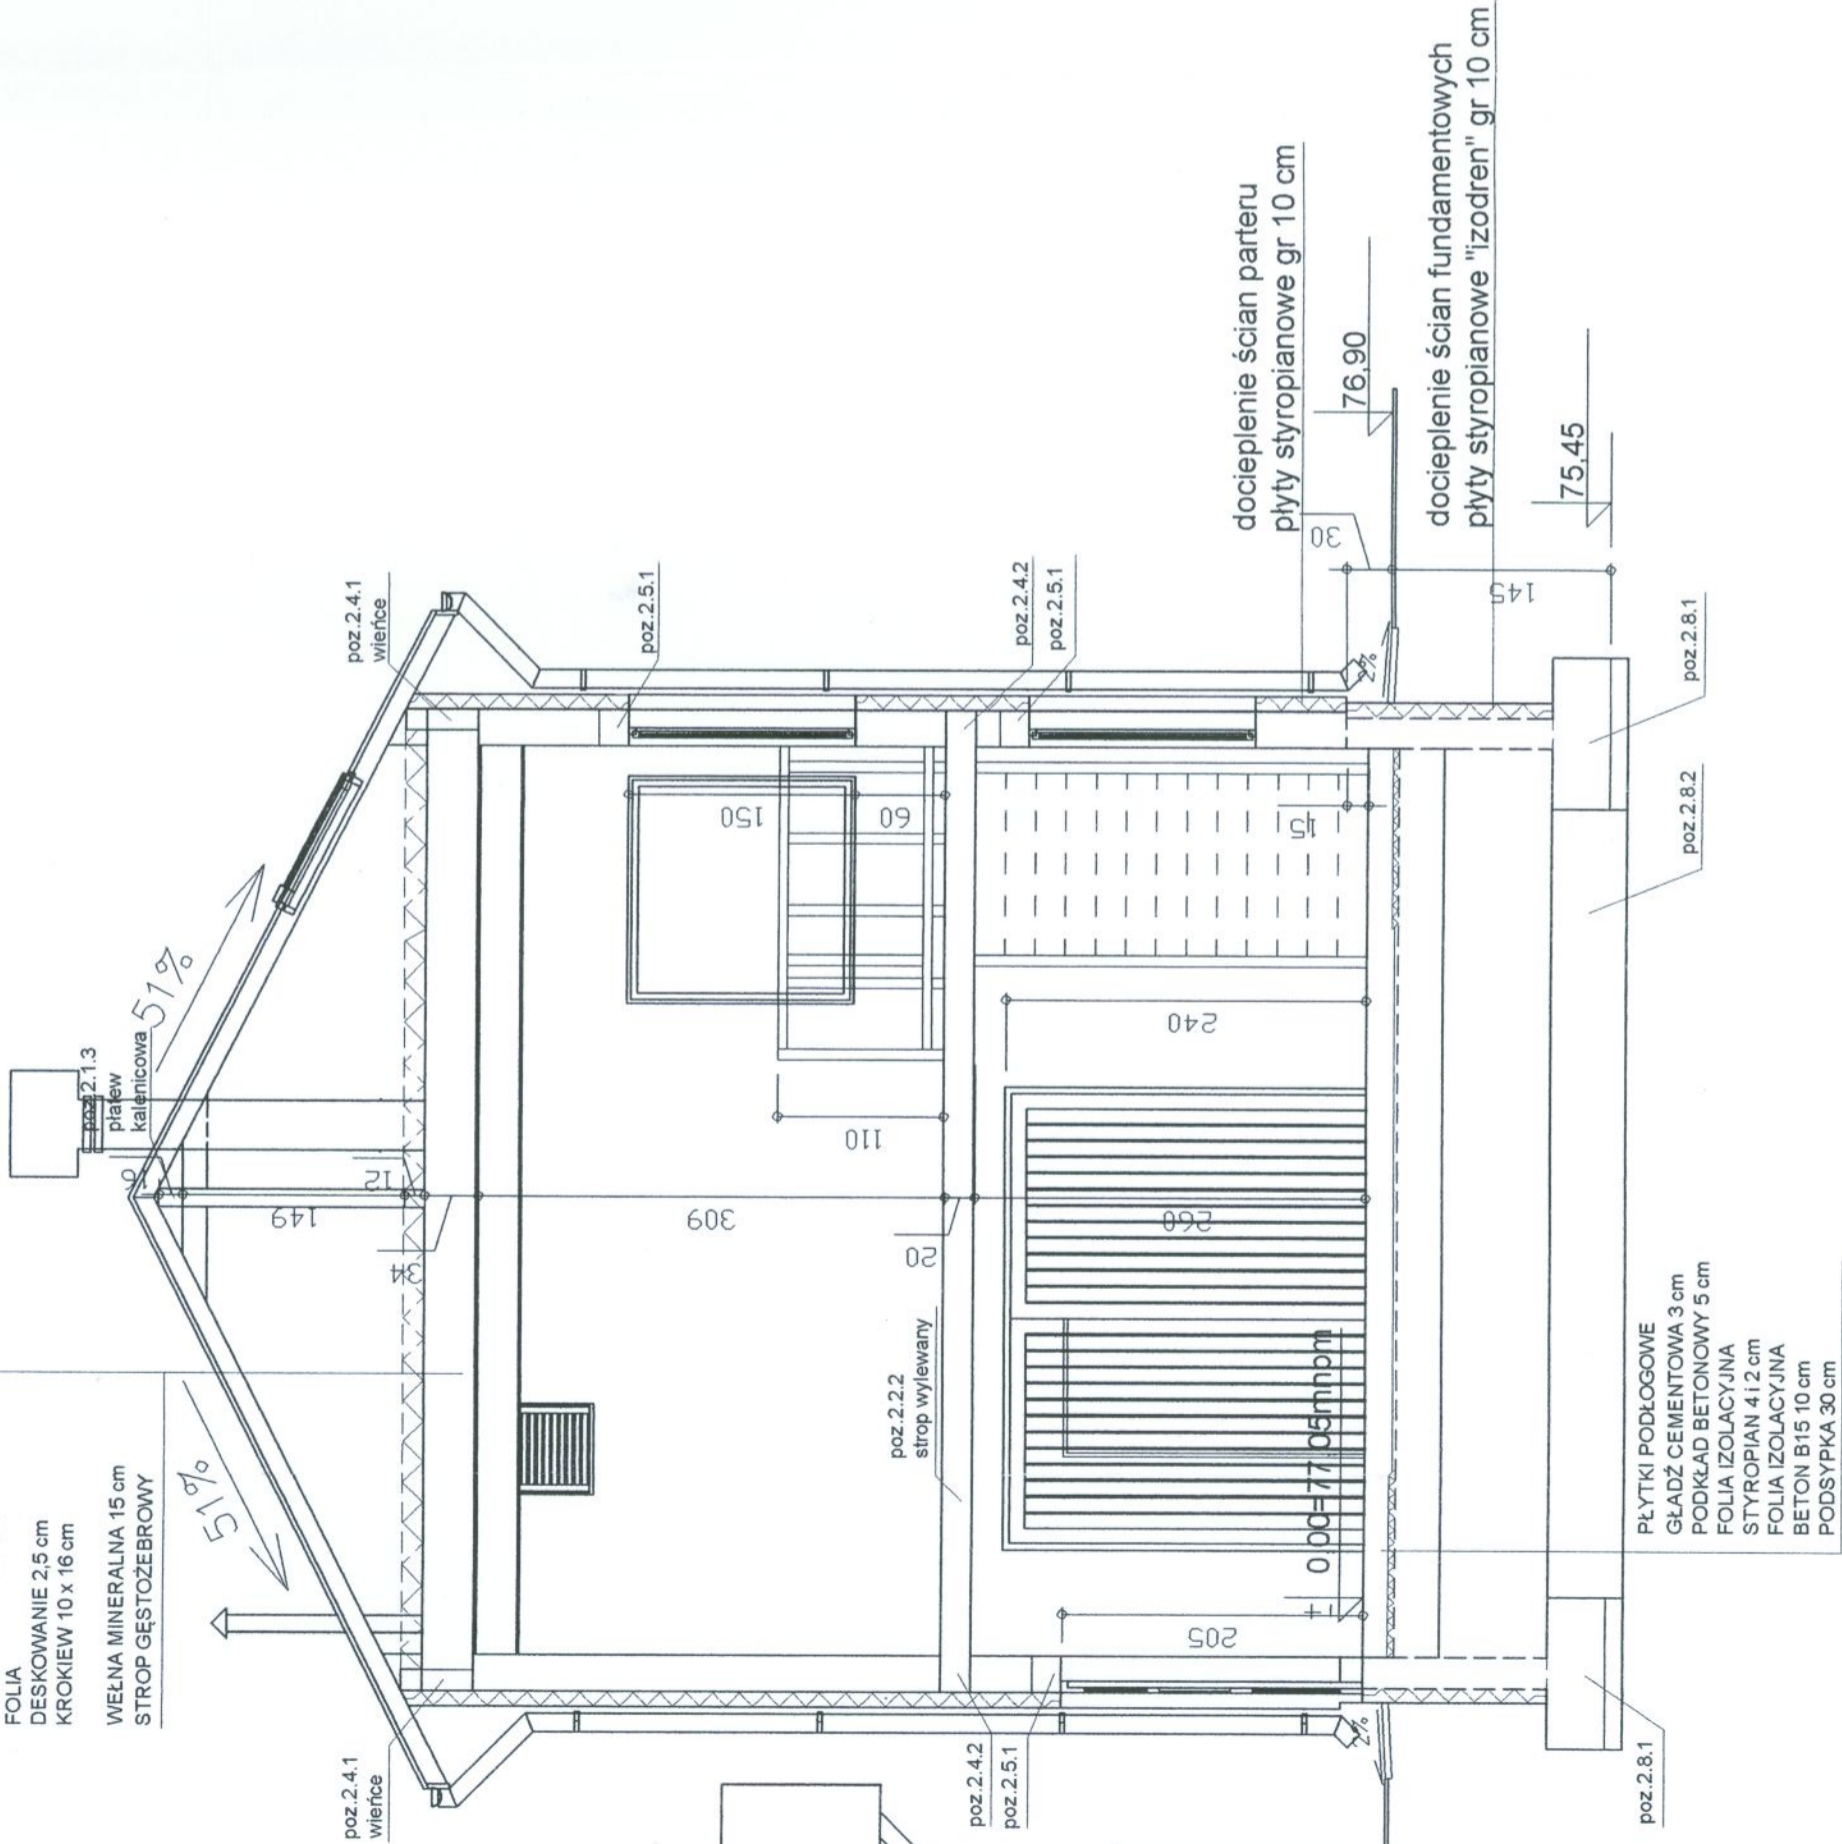 FOLIA
DESKOWANIE 2,5 cm
KROKIEW 10 x 16 cm
WEŁNA MINERALNA 15 cm
STROP GĘSTOŻEBROWY
51%
51%
poz.2.1.3
płatew
kalenicowa
16
149
12
34
309
20
260
150
60
110
240
15
205
30
145
poz.2.4.1
wieńce
poz.2.4.1
wieńce
poz.2.5.1
poz.2.4.2
poz.2.5.1
poz.2.4.2
poz.2.5.1
poz.2.2.2
strop wylewany
docieplenie ścian parteru
płyty styropianowe gr 10 cm
76,90
docieplenie ścian fundamentowych
płyty styropianowe "izodren" gr 10 cm
75,45
2%
2%
+-
0,00=77,05mnpm
poz.2.8.1
poz.2.8.2
poz.2.8.1
PŁYTKI PODŁOGOWE
GŁADŹ CEMENTOWA 3 cm
PODKŁAD BETONOWY 5 cm
FOLIA IZOLACYJNA
STYROPIAN 4 i 2 cm
FOLIA IZOLACYJNA
BETON B15 10 cm
PODSYPKA 30 cm